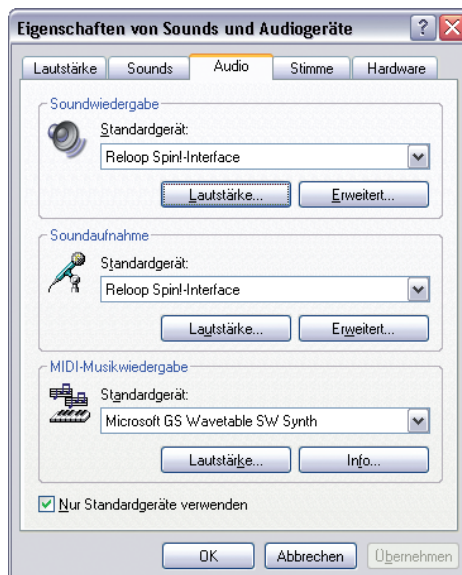 Eigenschaften von Sounds und Audiogeräte
Lautstärke Sounds Audio Stimme Hardware
Soundwiedergabe
Standardgerät:
Reloop Spin!-Interface
Lautstärke... Erweitert...
Soundaufnahme
Standardgerät:
Reloop Spin!-Interface
Lautstärke... Erweitert...
MIDI-Musikwiedergabe
Standardgerät:
Microsoft GS Wavetable SW Synth
Lautstärke... Info...
Nur Standardgeräte verwenden
OK Abbrechen Übernehmen